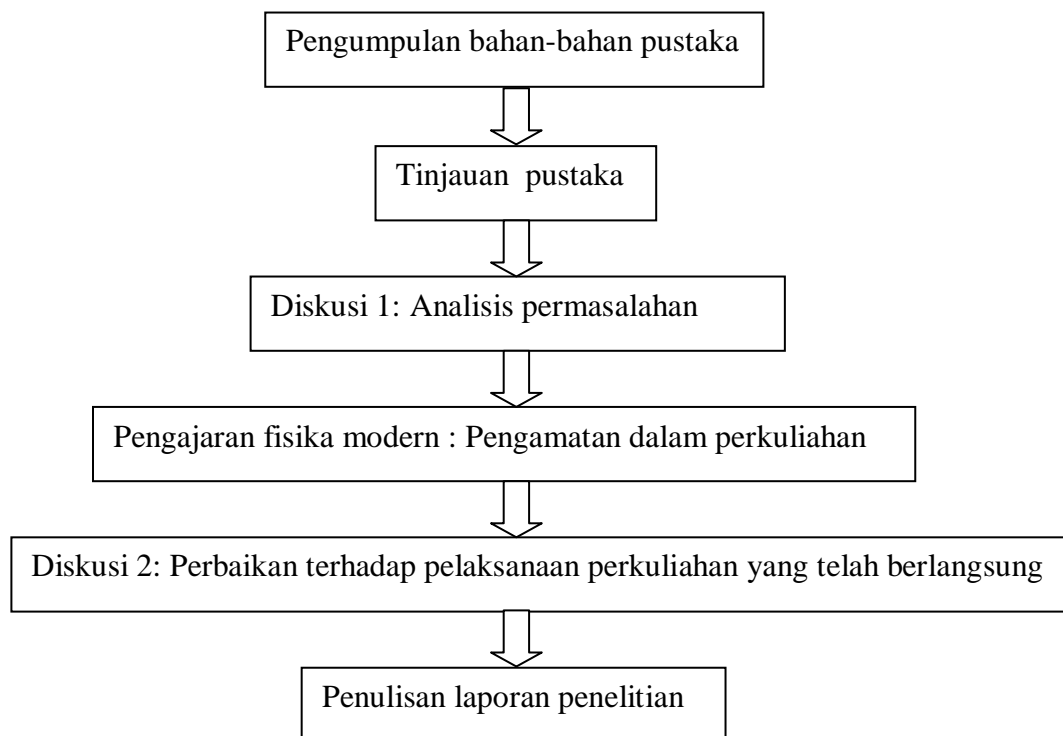 Pengumpulan bahan-bahan pustaka
Tinjauan pustaka
Diskusi 1: Analisis permasalahan
Pengajaran fisika modern : Pengamatan dalam perkuliahan
Diskusi 2: Perbaikan terhadap pelaksanaan perkuliahan yang telah berlangsung
Penulisan laporan penelitian